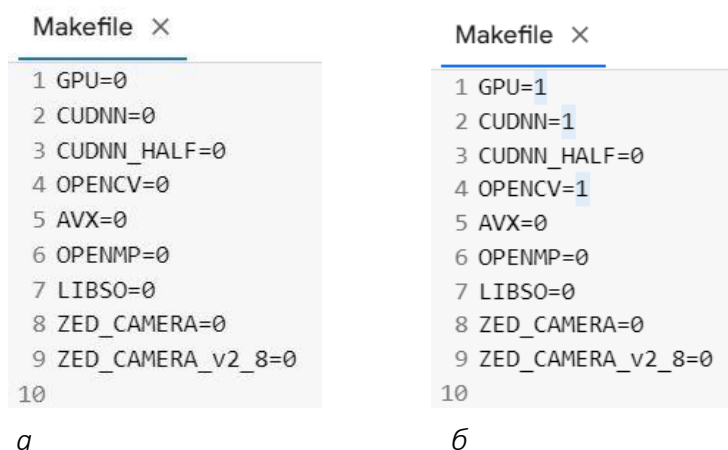 Makefile ×
1 GPU=0
2 CUDNN=0
3 CUDNN_HALF=0
4 OPENCV=0
5 AVX=0
6 OPENMP=0
7 LIBSO=0
8 ZED_CAMERA=0
9 ZED_CAMERA_v2_8=0
10
а
Makefile ×
1 GPU=1
2 CUDNN=1
3 CUDNN_HALF=0
4 OPENCV=1
5 AVX=0
6 OPENMP=0
7 LIBSO=0
8 ZED_CAMERA=0
9 ZED_CAMERA_v2_8=0
10
б